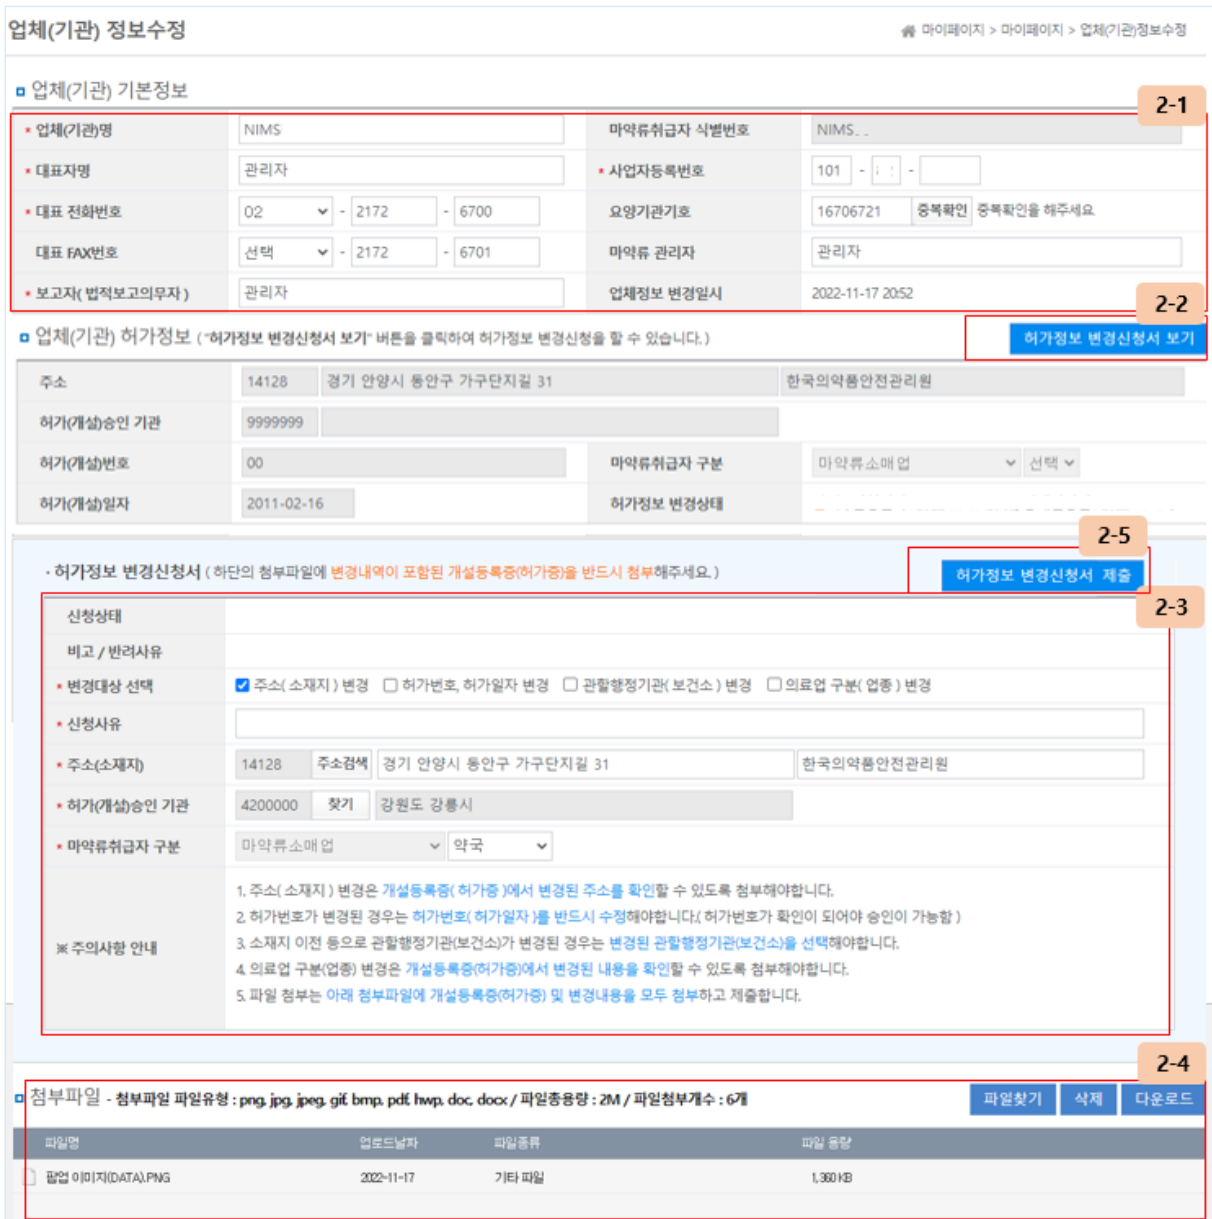 업체(기관) 정보수정
마이페이지 > 마이페이지 > 업체(기관)정보수정
업체(기관) 기본정보
2-1
* 업체(기관)명 NIMS 마약류취급자 식별번호 NIMS_ _
* 대표자명 관리자 * 사업자등록번호 101 - -
* 대표 전화번호 02 - 2172 - 6700 요양기관기호 16706721 중복확인 중복확인을 해주세요.
대표 FAX번호 선택 - 2172 - 6701 마약류 관리자 관리자
* 보고자( 법적보고의무자 ) 관리자 업체정보 변경일시 2022-11-17 20:52
2-2
업체(기관) 허가정보 ( "허가정보 변경신청서 보기" 버튼을 클릭하여 허가정보 변경신청을 할 수 있습니다. ) 허가정보 변경신청서 보기
주소 14128 경기 안양시 동안구 가구단지길 31 한국의약품안전관리원
허가(개설)승인 기관 9999999
허가(개설)번호 00 마약류취급자 구분 마약류소매업 선택
허가(개설)일자 2011-02-16 허가정보 변경상태
2-5
· 허가정보 변경신청서 ( 하단의 첨부파일에 변경내역이 포함된 개설등록증(허가증)을 반드시 첨부해주세요. ) 허가정보 변경신청서 제출
2-3
신청상태
비고 / 반려사유
* 변경대상 선택 주소( 소재지 ) 변경 허가번호, 허가일자 변경 관할행정기관( 보건소 ) 변경 의료업 구분( 업종 ) 변경
* 신청사유
* 주소(소재지) 14128 주소검색 경기 안양시 동안구 가구단지길 31 한국의약품안전관리원
* 허가(개설)승인 기관 4200000 찾기 강원도 강릉시
* 마약류취급자 구분 마약류소매업 약국
※ 주의사항 안내
1. 주소( 소재지 ) 변경은 개설등록증( 허가증 )에서 변경된 주소를 확인할 수 있도록 첨부해야합니다.
2. 허가번호가 변경된 경우는 허가번호( 허가일자 )를 반드시 수정해야합니다.( 허가번호가 확인이 되어야 승인이 가능함 )
3. 소재지 이전 등으로 관할행정기관(보건소)가 변경된 경우는 변경된 관할행정기관(보건소)을 선택해야합니다.
4. 의료업 구분(업종) 변경은 개설등록증(허가증)에서 변경된 내용을 확인할 수 있도록 첨부해야합니다.
5. 파일 첨부는 아래 첨부파일에 개설등록증(허가증) 및 변경내용을 모두 첨부하고 제출합니다.
2-4
첨부파일 - 첨부파일 파일유형 : png, jpg, jpeg, gif, bmp, pdf, hwp, doc, docx / 파일총용량 : 2M / 파일첨부개수 : 6개 파일찾기 삭제 다운로드
파일명 업로드날자 파일종류 파일 용량
팝업 이미지(DATA).PNG 2022-11-17 기타 파일 1,360 KB